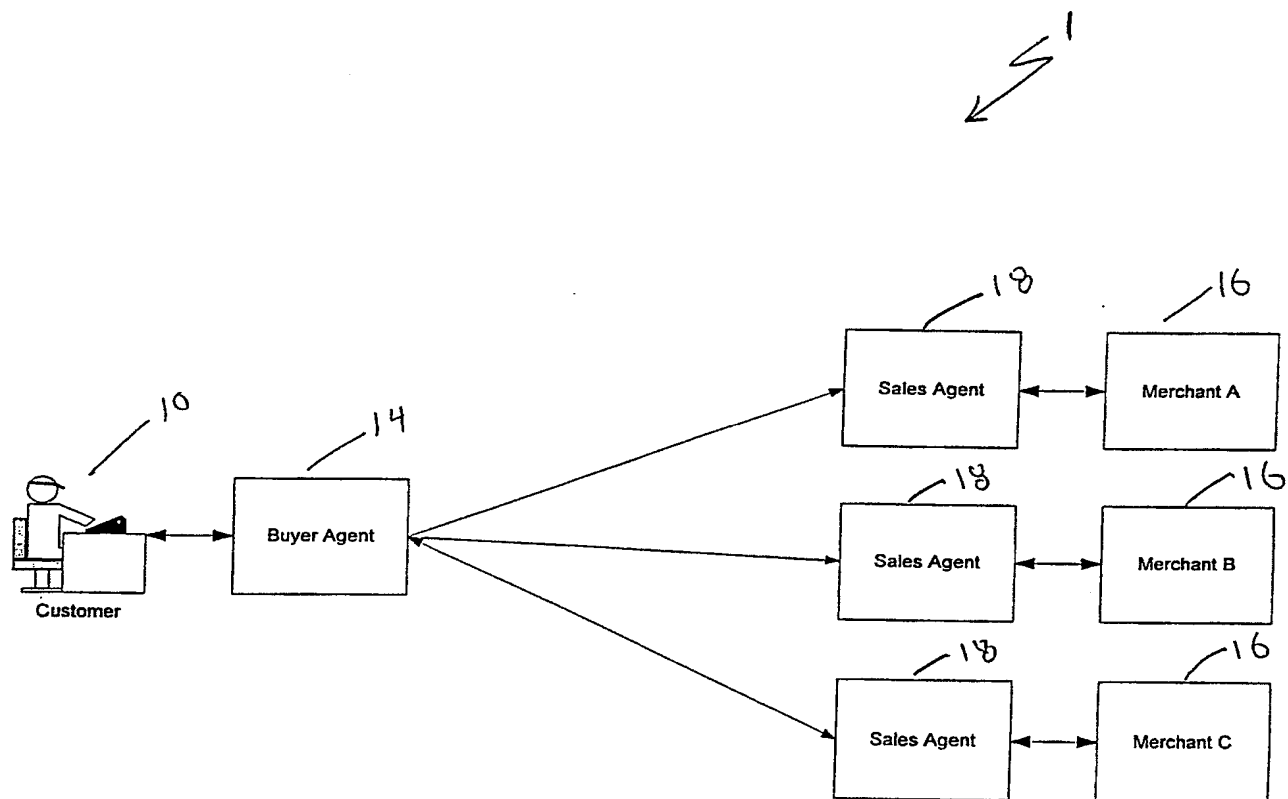 1
18
16
Sales Agent
Merchant A
10
14
18
16
Customer
Buyer Agent
Sales Agent
Merchant B
18
16
Sales Agent
Merchant C